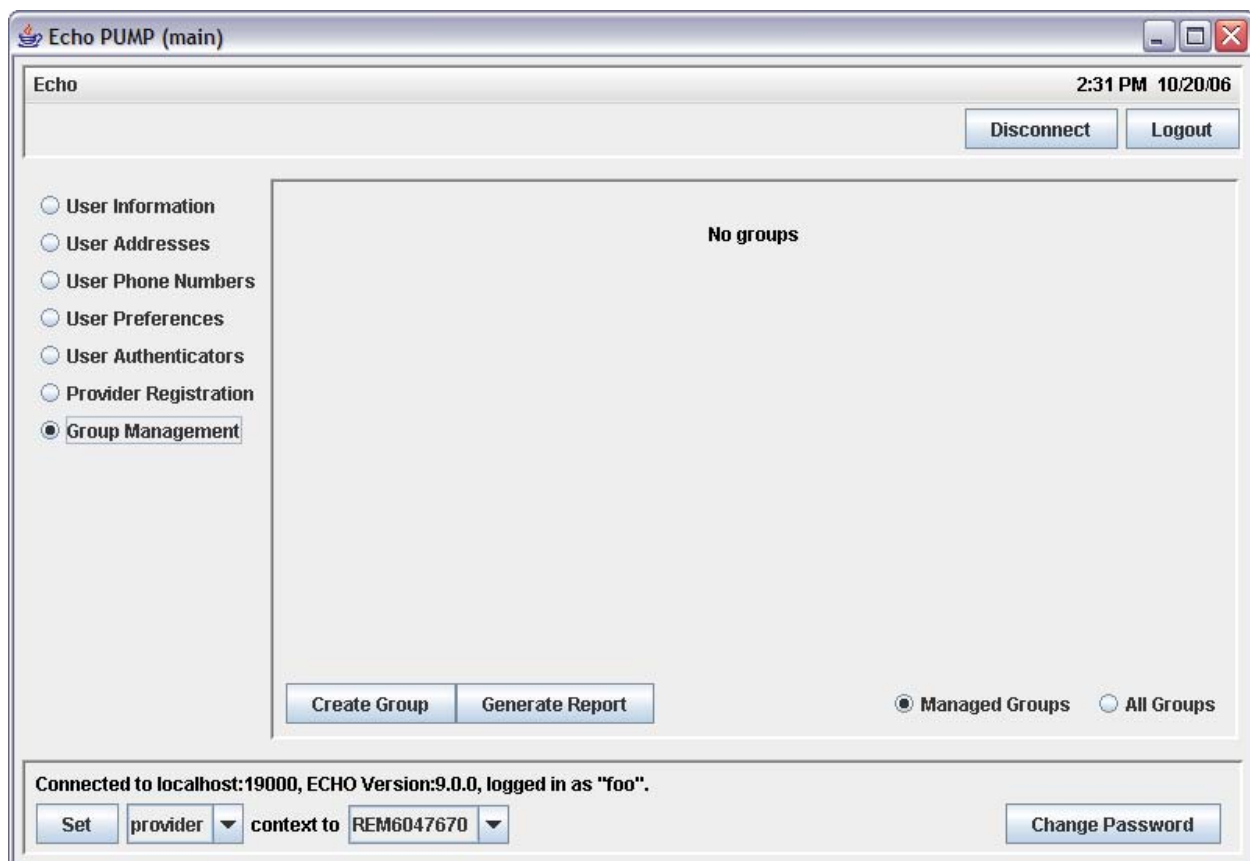 Echo PUMP (main)
Echo 2:31 PM 10/20/06
Disconnect Logout
User Information
User Addresses
User Phone Numbers
User Preferences
User Authenticators
Provider Registration
Group Management
No groups
Create Group Generate Report Managed Groups All Groups
Connected to localhost:19000, ECHO Version:9.0.0, logged in as "foo".
Set provider context to REM6047670 Change Password